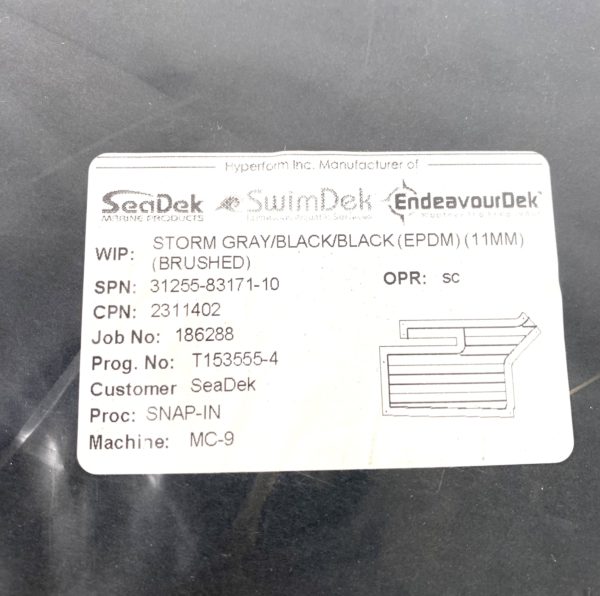 Hyperform Inc. Manufacturer of
SeaDek SwimDek EndeavourDek
MARINE PRODUCTS
WIP: STORM GRAY/BLACK/BLACK (EPDM) (11MM)
(BRUSHED)
SPN: 31255-83171-10 OPR: SC
CPN: 2311402
Job No: 186288
Prog. No: T153555-4
Customer SeaDek
Proc: SNAP-IN
Machine: MC-9